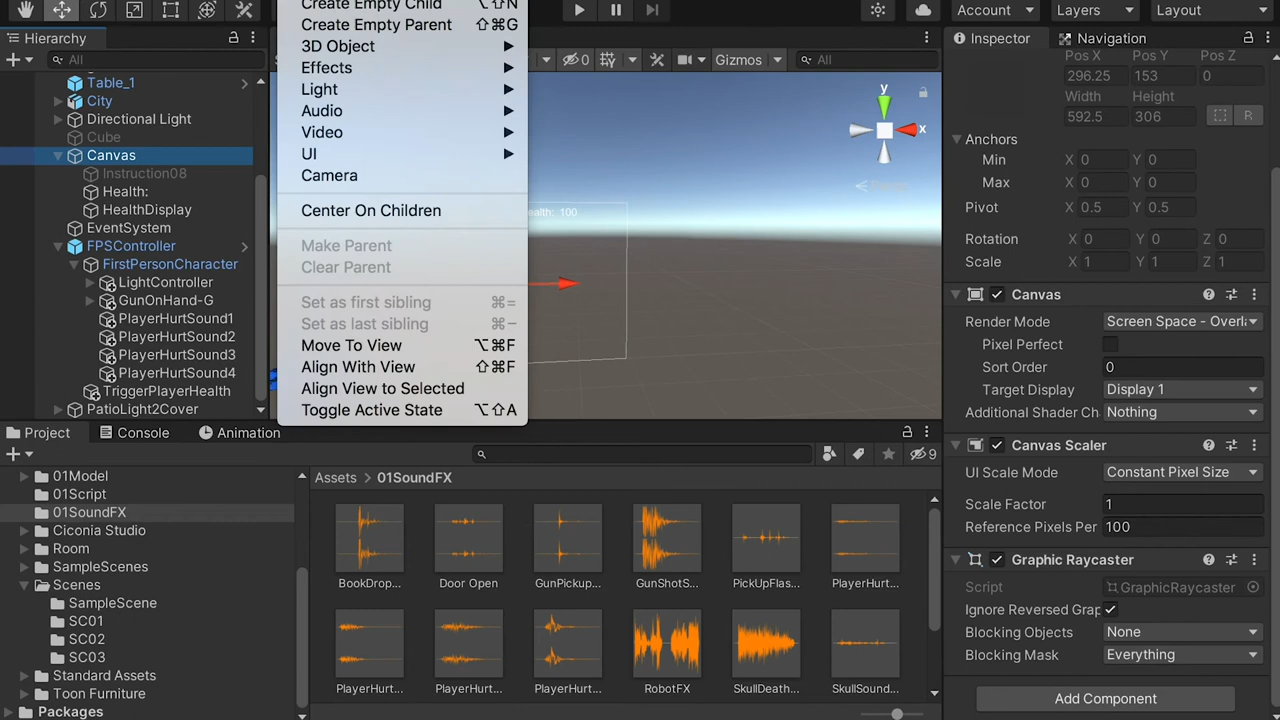 Account
Layers
Layout
Hierarchy
All
Table_1
City
Directional Light
Cube
Canvas
Instruction08
Health:
HealthDisplay
EventSystem
FPSController
FirstPersonCharacter
LightController
GunOnHand-G
PlayerHurtSound1
PlayerHurtSound2
PlayerHurtSound3
PlayerHurtSound4
TriggerPlayerHealth
PatioLight2Cover
Create Empty Child ⌥⇧N
Create Empty Parent ⇧⌘G
3D Object
Effects
Light
Audio
Video
UI
Camera
Center On Children
Make Parent
Clear Parent
Set as first sibling ⌘=
Set as last sibling ⌘-
Move To View ⌥⌘F
Align With View ⇧⌘F
Align View to Selected
Toggle Active State ⌥⇧A
0
Gizmos
All
y
x
ealth: 100
Inspector
Navigation
Pos X Pos Y Pos Z
296.25 153 0
Width Height
592.5 306
R
Anchors
Min X 0 Y 0
Max X 0 Y 0
Pivot X 0.5 Y 0.5
Rotation X 0 Y 0 Z 0
Scale X 1 Y 1 Z 1
Canvas
Render Mode Screen Space - Overla
Pixel Perfect
Sort Order 0
Target Display Display 1
Additional Shader Ch Nothing
Canvas Scaler
UI Scale Mode Constant Pixel Size
Scale Factor 1
Reference Pixels Per 100
Graphic Raycaster
Script GraphicRaycaster
Ignore Reversed Grap
Blocking Objects None
Blocking Mask Everything
Add Component
Project
Console
Animation
9
01Model
01Script
01SoundFX
Ciconia Studio
Room
SampleScenes
Scenes
SampleScene
SC01
SC02
SC03
Standard Assets
Toon Furniture
Packages
Assets > 01SoundFX
BookDrop...
Door Open
GunPickup...
GunShotS...
PickUpFlas...
PlayerHurt...
PlayerHurt...
PlayerHurt...
PlayerHurt...
RobotFX
SkullDeath...
SkullSound...